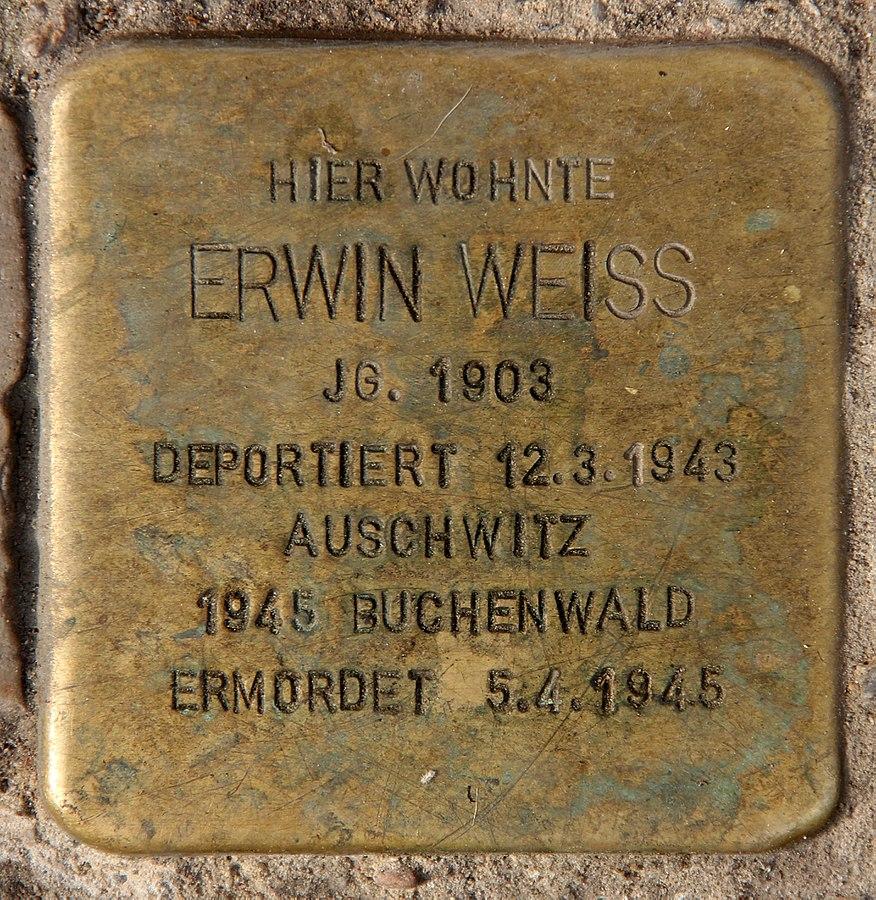 HIER WOHNTE
ERWIN WEISS
JG. 1903
DEPORTIERT 12.3.1943
AUSCHWITZ
1945 BUCHENWALD
ERMORDET 5.4.1945